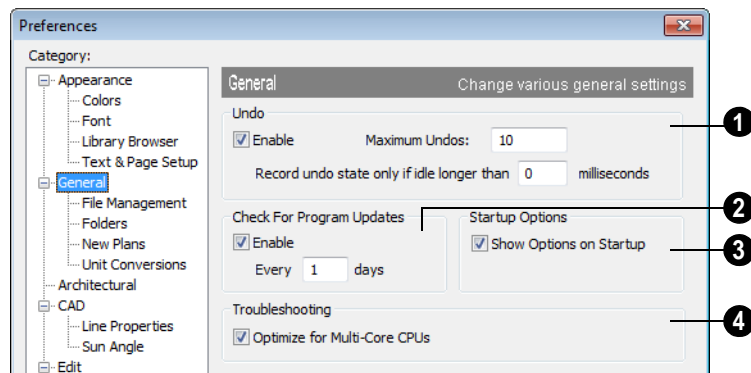 Preferences
Category:
Appearance
Colors
Font
Library Browser
Text & Page Setup
General
File Management
Folders
New Plans
Unit Conversions
Architectural
CAD
Line Properties
Sun Angle
Edit
General Change various general settings
Undo
Enable Maximum Undos: 10
Record undo state only if idle longer than 0 milliseconds
Check For Program Updates
Enable
Every 1 days
Startup Options
Show Options on Startup
Troubleshooting
Optimize for Multi-Core CPUs
1
2
3
4